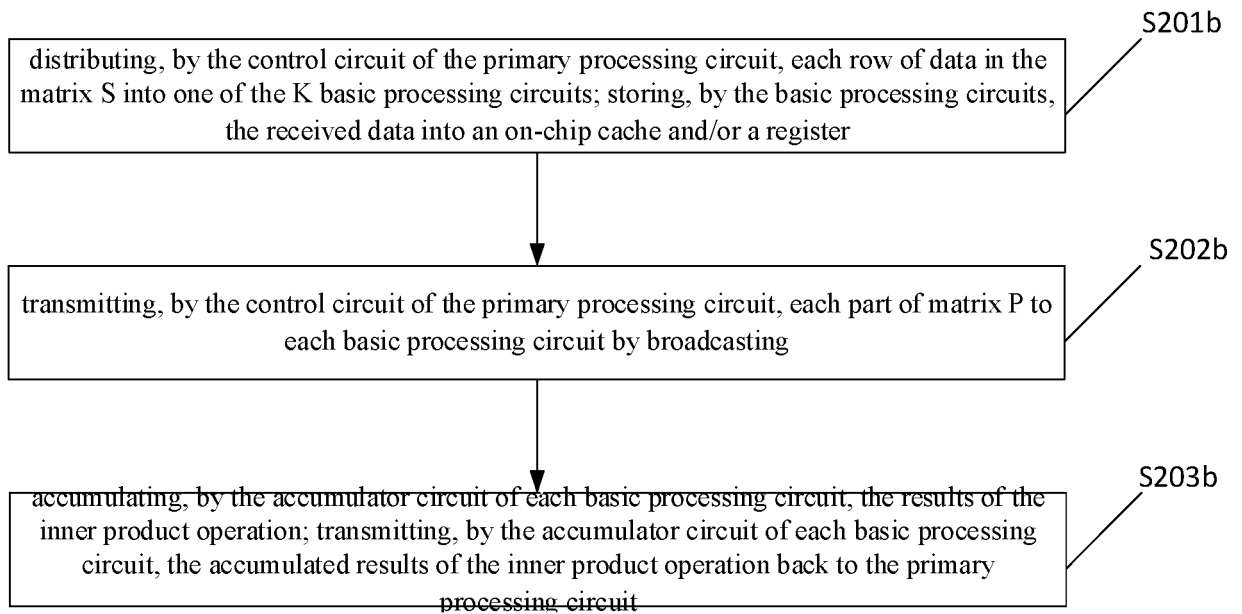 S201b
distributing, by the control circuit of the primary processing circuit, each row of data in the
matrix S into one of the K basic processing circuits; storing, by the basic processing circuits,
the received data into an on-chip cache and/or a register
S202b
transmitting, by the control circuit of the primary processing circuit, each part of matrix P to
each basic processing circuit by broadcasting
S203b
accumulating, by the accumulator circuit of each basic processing circuit, the results of the
inner product operation; transmitting, by the accumulator circuit of each basic processing
circuit, the accumulated results of the inner product operation back to the primary
processing circuit